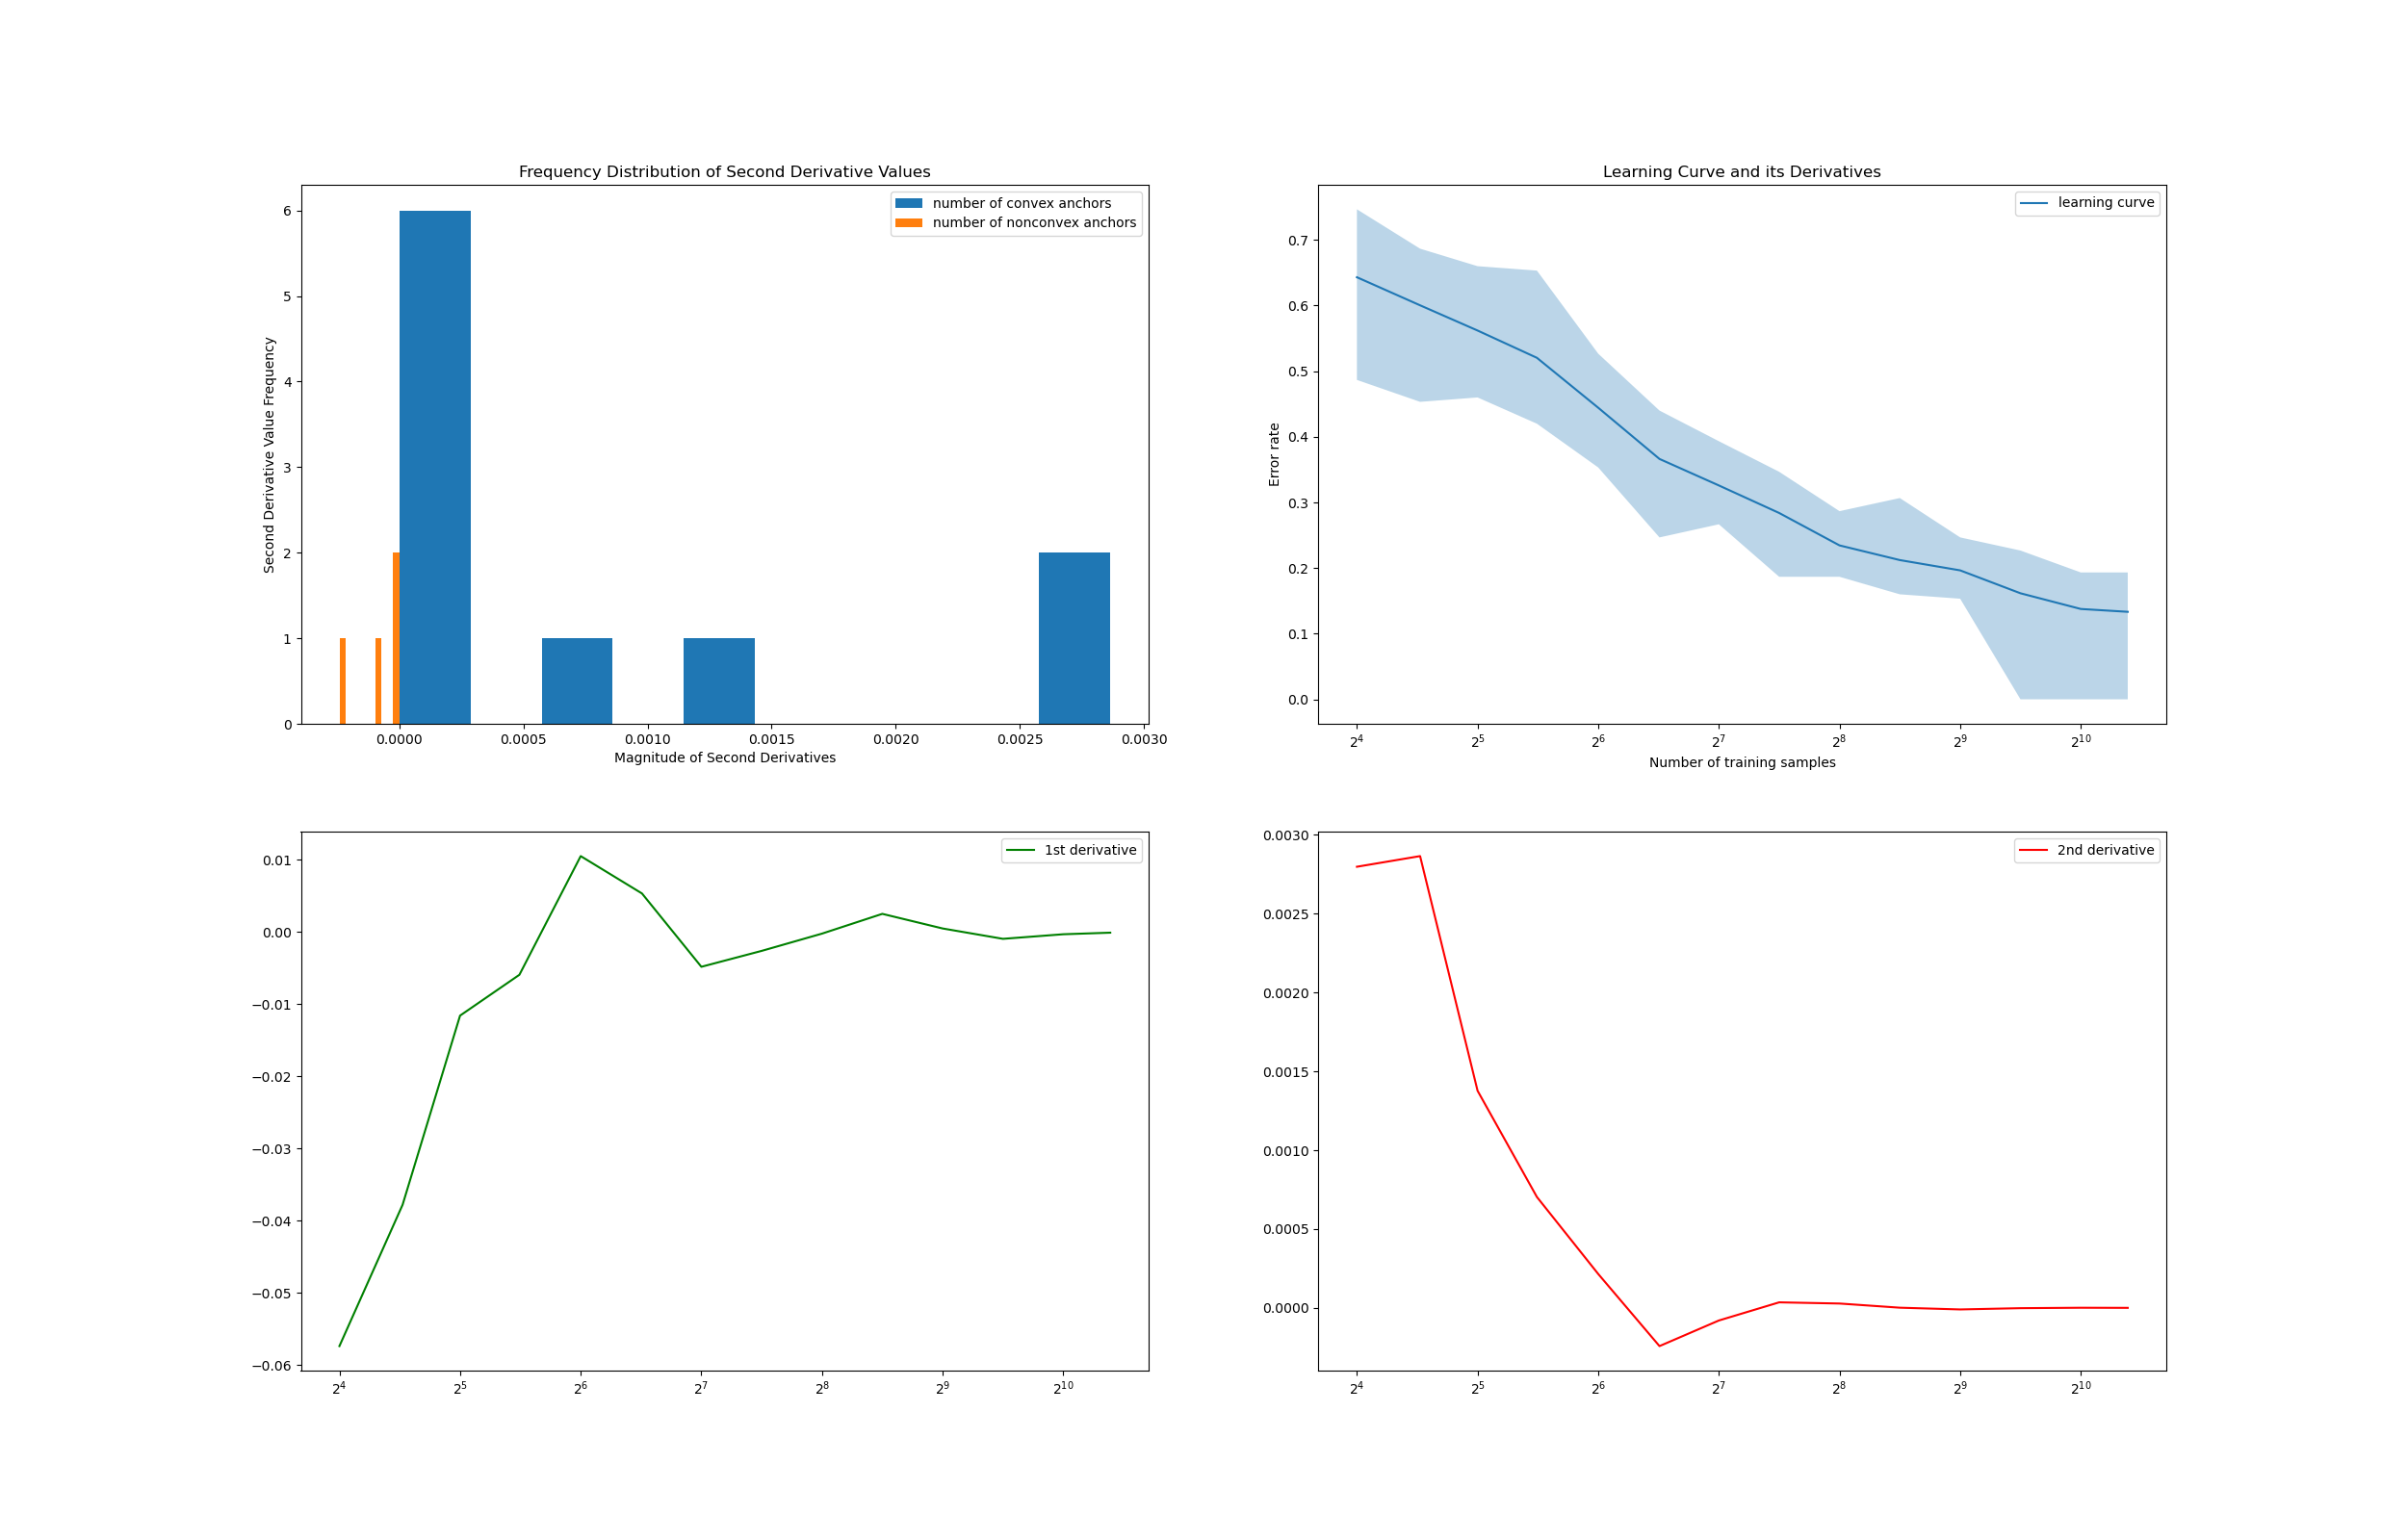 Frequency Distribution of Second Derivative Values
number of convex anchors
number of nonconvex anchors
Second Derivative Value Frequency
6
5
4
3
2
1
0
0.0000 0.0005 0.0010 0.0015 0.0020 0.0025 0.0030
Magnitude of Second Derivatives
Learning Curve and its Derivatives
learning curve
Error rate
0.7
0.6
0.5
0.4
0.3
0.2
0.1
0.0
2⁴ 2⁵ 2⁶ 2⁷ 2⁸ 2⁹ 2¹⁰
Number of training samples
1st derivative
0.01
0.00
−0.01
−0.02
−0.03
−0.04
−0.05
−0.06
2⁴ 2⁵ 2⁶ 2⁷ 2⁸ 2⁹ 2¹⁰
2nd derivative
0.0030
0.0025
0.0020
0.0015
0.0010
0.0005
0.0000
2⁴ 2⁵ 2⁶ 2⁷ 2⁸ 2⁹ 2¹⁰